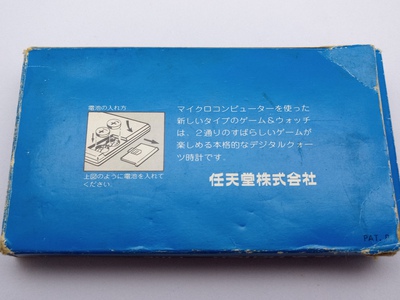 電池の入れ方
上図のように電池を入れて
ください。
マイクロコンピューターを使った
新しいタイプのゲーム&ウォッチ
は、2通りのすばらしいゲームが
楽しめる本格的なデジタルクォー
ツ時計です。
任天堂株式会社
PAT. P